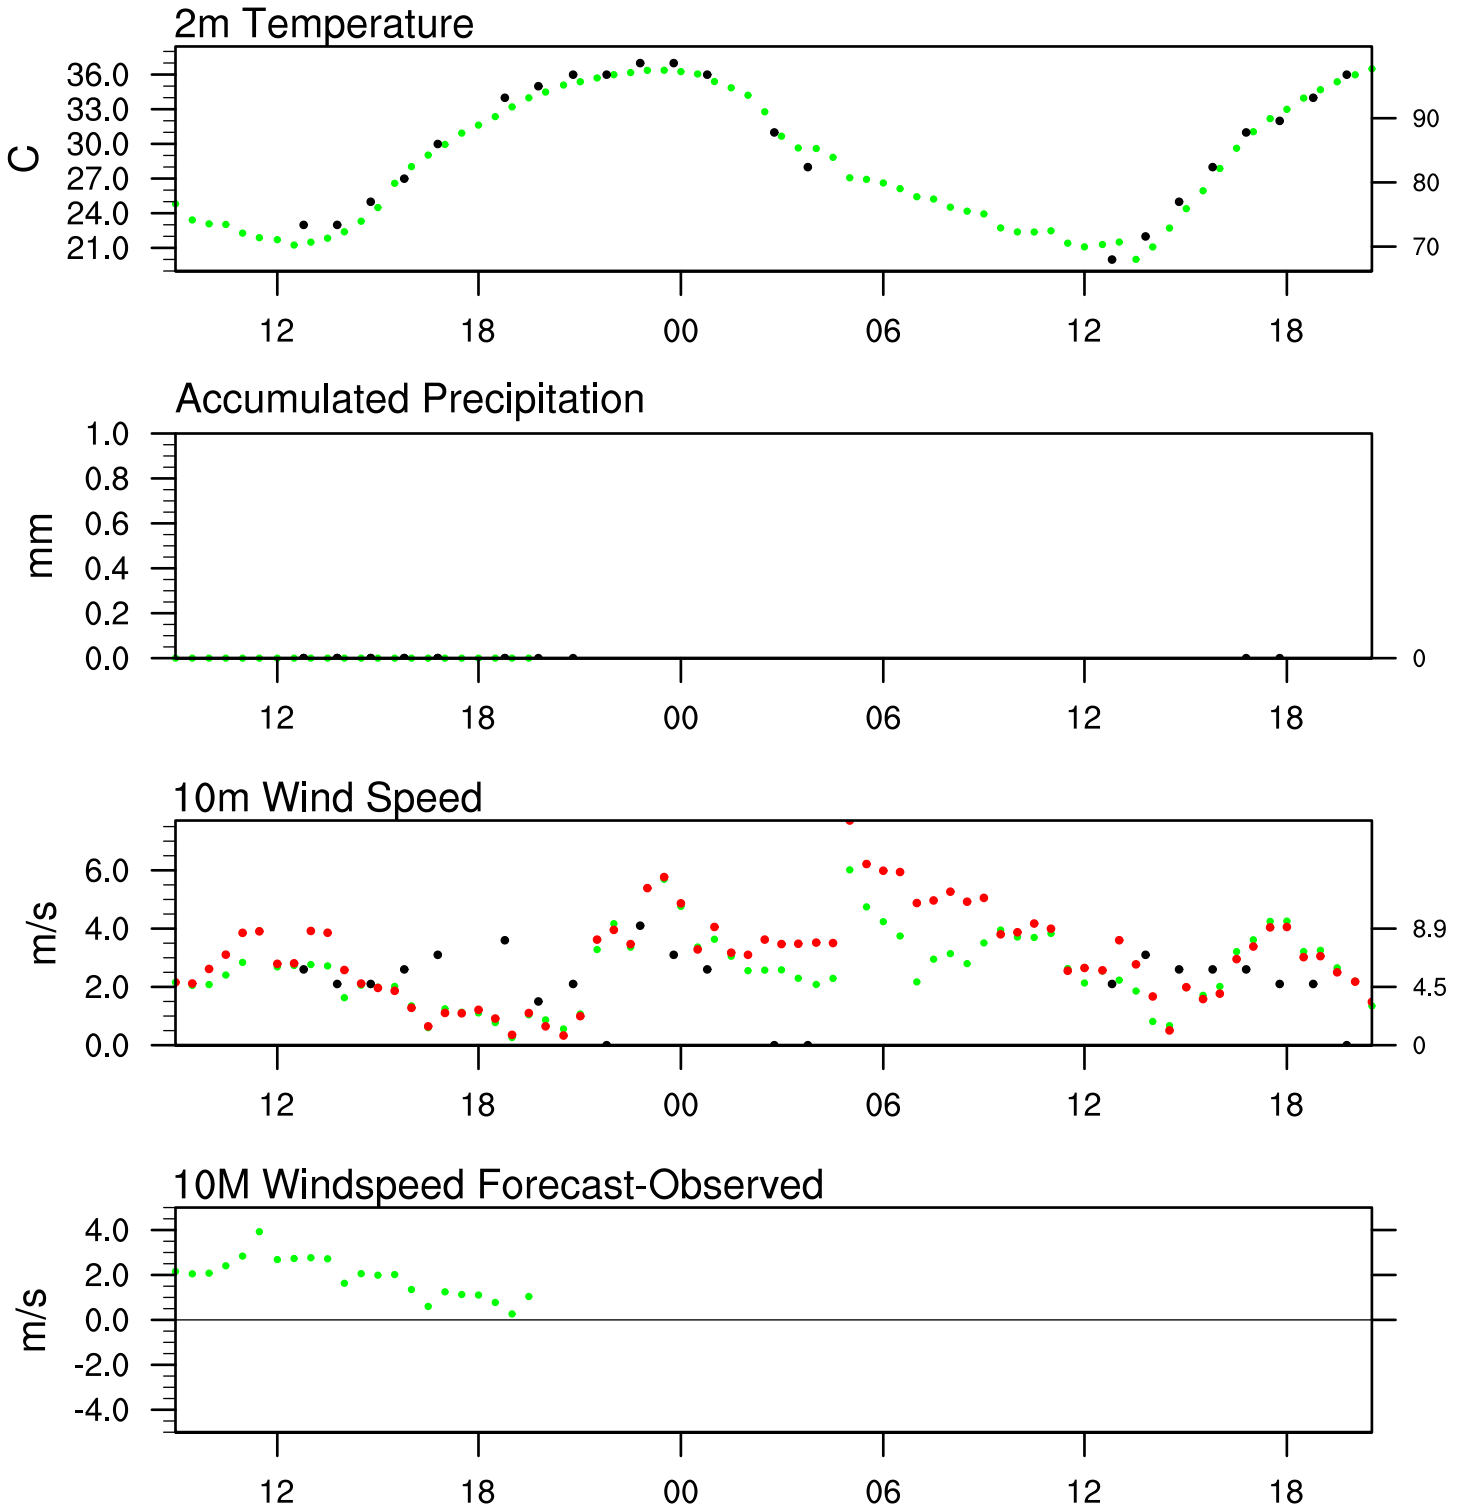 2m Temperature
36.0
33.0
30.0
27.0
24.0
21.0
C
90
80
70
12 18 00 06 12 18
Accumulated Precipitation
1.0
0.8
0.6
0.4
0.2
0.0
mm
0
12 18 00 06 12 18
10m Wind Speed
6.0
4.0
2.0
0.0
m/s
8.9
4.5
0
12 18 00 06 12 18
10M Windspeed Forecast-Observed
4.0
2.0
0.0
-2.0
-4.0
m/s
12 18 00 06 12 18